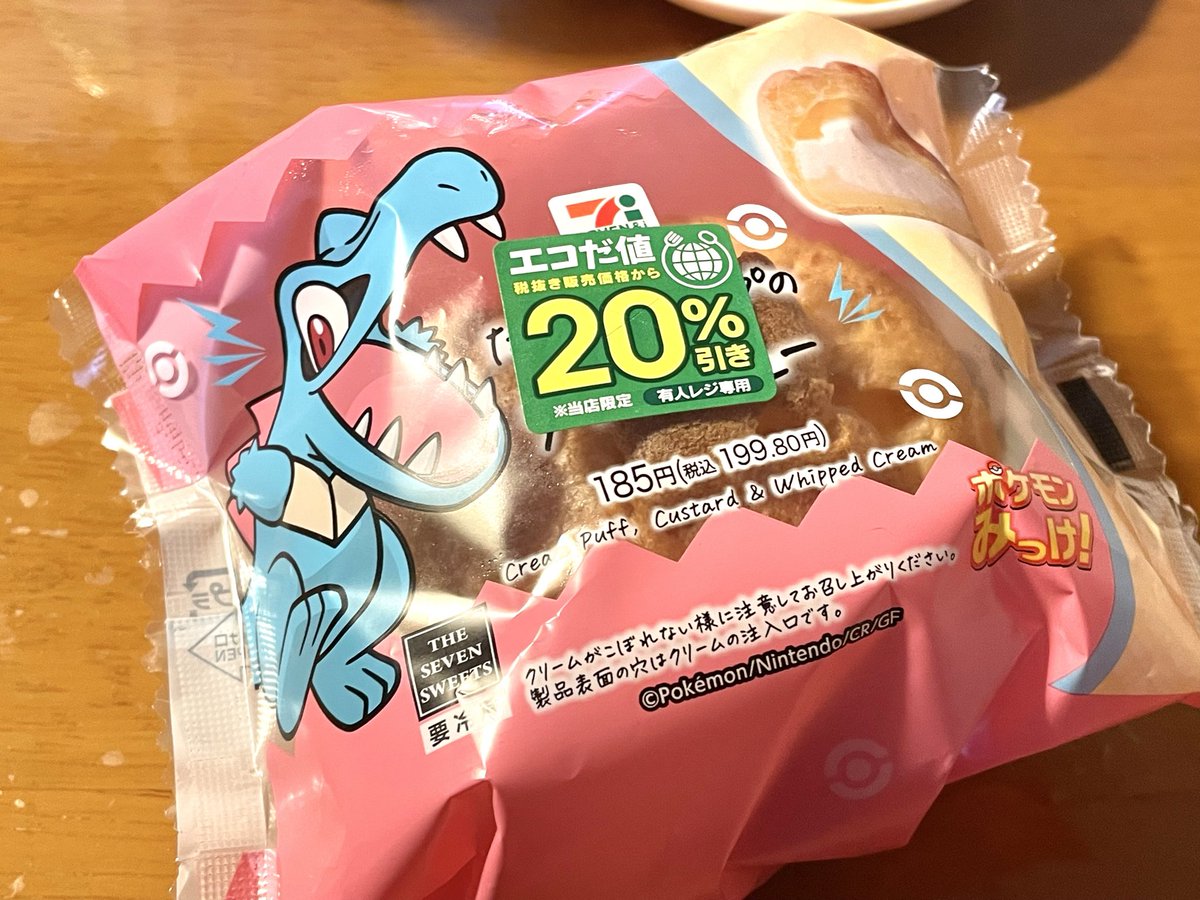 エコだ値
税抜き販売価格から
20%
引き
※当店限定
有人レジ専用
プの
185円(税込 199.80円)
Crea Puff, Custard & Whipped Cream
ポケモン
みっけ!
クリームがこぼれない様に注意してお召し上がりください。
製品表面の穴はクリームの注入口です。
©Pokémon/Nintendo/CR/GF
THE
SEVEN
SWEETS
要冷